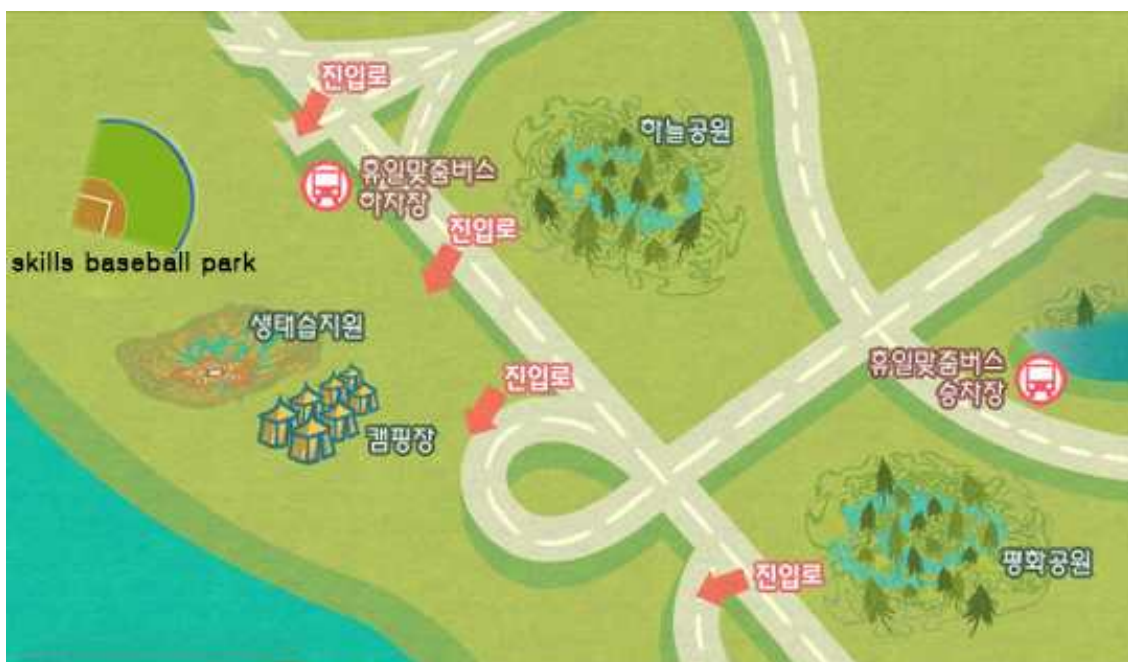 진입로
하늘공원
휴일맞춤버스
하차장
진입로
skills baseball park
생태습지원
휴일맞춤버스
승차장
진입로
캠핑장
평화공원
진입로